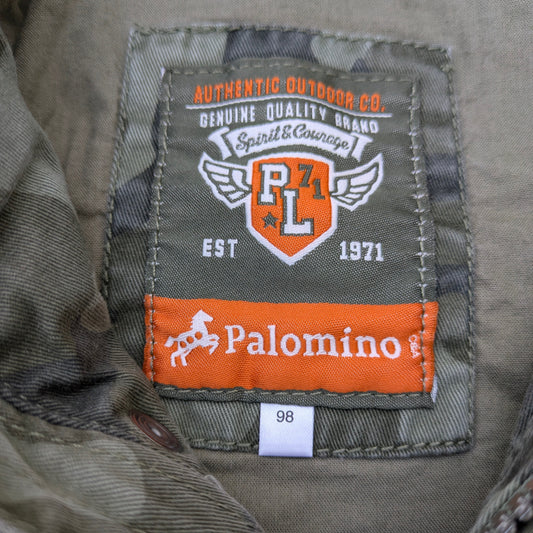 AUTHENTIC OUTDOOR CO.
GENUINE QUALITY BRAND
Spirit & Courage
PL 71
EST 1971
Palomino C&A
98